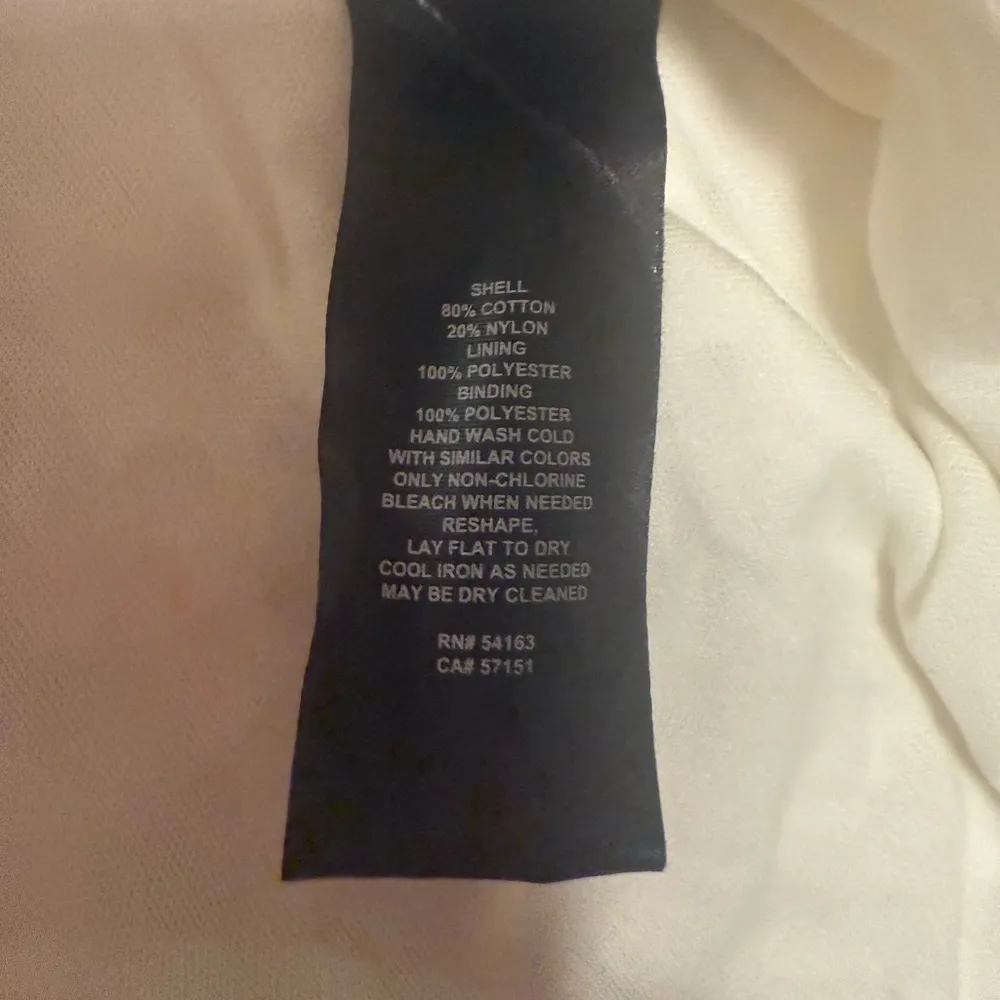 SHELL
80% COTTON
20% NYLON
LINING
100% POLYESTER
BINDING
100% POLYESTER
HAND WASH COLD
WITH SIMILAR COLORS
ONLY NON-CHLORINE
BLEACH WHEN NEEDED
RESHAPE,
LAY FLAT TO DRY
COOL IRON AS NEEDED
MAY BE DRY CLEANED
RN# 54163
CA# 57151